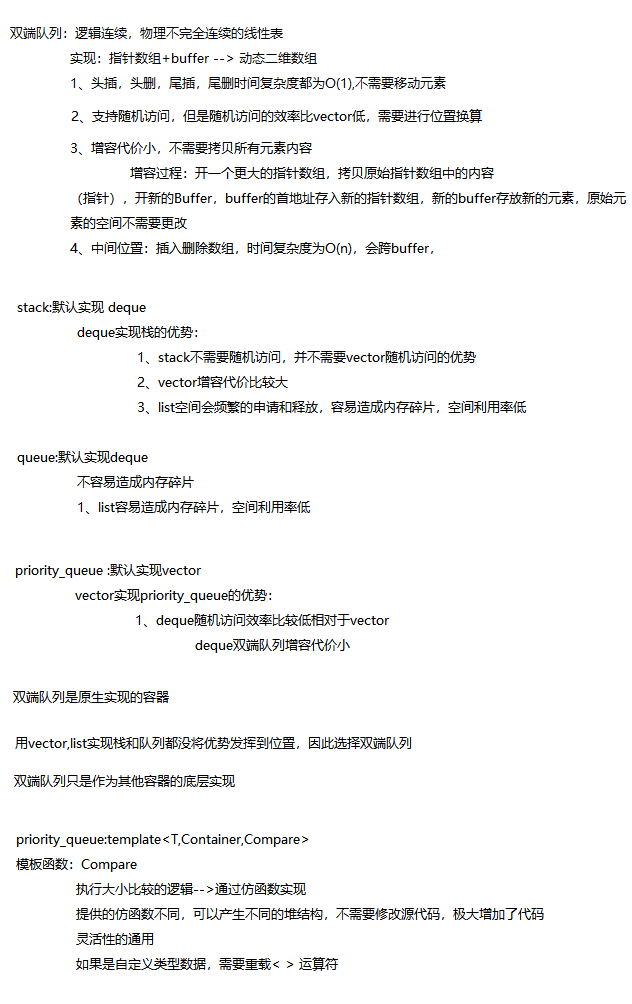 双端队列：逻辑连续，物理不完全连续的线性表
实现：指针数组+buffer --> 动态二维数组
1、头插，头删，尾插，尾删时间复杂度都为O(1),不需要移动元素
2、支持随机访问，但是随机访问的效率比vector低，需要进行位置换算
3、增容代价小，不需要拷贝所有元素内容
增容过程：开一个更大的指针数组，拷贝原始指针数组中的内容
（指针），开新的Buffer，buffer的首地址存入新的指针数组，新的buffer存放新的元素，原始元
素的空间不需要更改
4、中间位置：插入删除数组，时间复杂度为O(n)，会跨buffer，
stack:默认实现 deque
deque实现栈的优势：
1、stack不需要随机访问，并不需要vector随机访问的优势
2、vector增容代价比较大
3、list空间会频繁的申请和释放，容易造成内存碎片，空间利用率低
queue:默认实现deque
不容易造成内存碎片
1、list容易造成内存碎片，空间利用率低
priority_queue :默认实现vector
vector实现priority_queue的优势：
1、deque随机访问效率比较低相对于vector
deque双端队列增容代价小
双端队列是原生实现的容器
用vector,list实现栈和队列都没将优势发挥到位置，因此选择双端队列
双端队列只是作为其他容器的底层实现
priority_queue:template<T,Container,Compare>
模板函数：Compare
执行大小比较的逻辑-->通过仿函数实现
提供的仿函数不同，可以产生不同的堆结构，不需要修改源代码，极大增加了代码
灵活性的通用
如果是自定义类型数据，需要重载< > 运算符